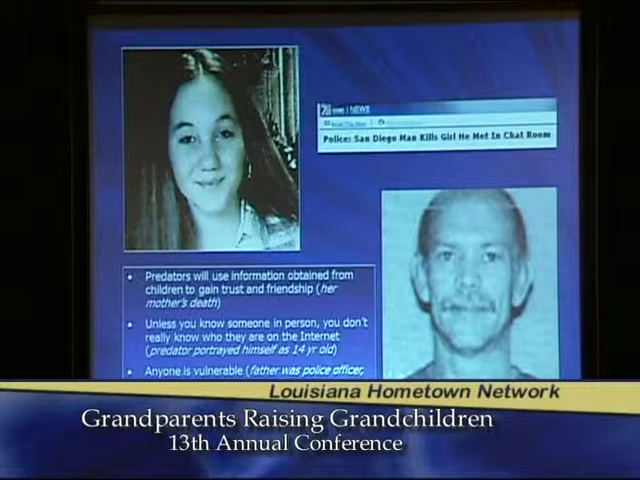 NEWS
Police: San Diego Man Kills Girl He Met In Chat Room
• Predators will use information obtained from
children to gain trust and friendship (her
mother's death)
• Unless you know someone in person, you don't
really know who they are on the Internet
(predator portrayed himself as 14 yr old)
• Anyone is vulnerable (father was police officer,
Louisiana Hometown Network
Grandparents Raising Grandchildren
13th Annual Conference